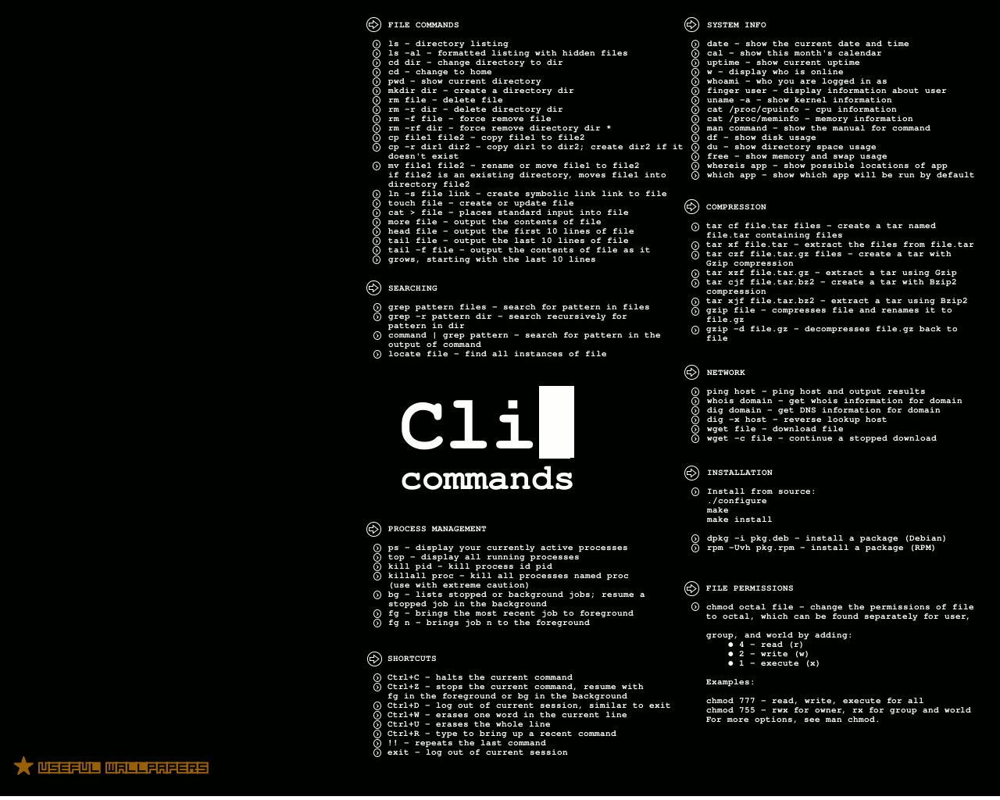 FILE COMMANDS
ls - directory listing
ls -al - formatted listing with hidden files
cd dir - change directory to dir
cd - change to home
pwd - show current directory
mkdir dir - create a directory dir
rm file - delete file
rm -r dir - delete directory dir
rm -f file - force remove file
rm -rf dir - force remove directory dir *
cp file1 file2 - copy file1 to file2
cp -r dir1 dir2 - copy dir1 to dir2; create dir2 if it
doesn't exist
mv file1 file2 - rename or move file1 to file2
if file2 is an existing directory, moves file1 into
directory file2
ln -s file link - create symbolic link link to file
touch file - create or update file
cat > file - places standard input into file
more file - output the contents of file
head file - output the first 10 lines of file
tail file - output the last 10 lines of file
tail -f file - output the contents of file as it
grows, starting with the last 10 lines
SEARCHING
grep pattern files - search for pattern in files
grep -r pattern dir - search recursively for
pattern in dir
command | grep pattern - search for pattern in the
output of command
locate file - find all instances of file
Cli
commands
PROCESS MANAGEMENT
ps - display your currently active processes
top - display all running processes
kill pid - kill process id pid
killall proc - kill all processes named proc
(use with extreme caution)
bg - lists stopped or background jobs; resume a
stopped job in the background
fg - brings the most recent job to foreground
fg n - brings job n to the foreground
SHORTCUTS
Ctrl+C - halts the current command
Ctrl+Z - stops the current command, resume with
fg in the foreground or bg in the background
Ctrl+D - log out of current session, similar to exit
Ctrl+W - erases one word in the current line
Ctrl+U - erases the whole line
Ctrl+R - type to bring up a recent command
!! - repeats the last command
exit - log out of current session
SYSTEM INFO
date - show the current date and time
cal - show this month's calendar
uptime - show current uptime
w - display who is online
whoami - who you are logged in as
finger user - display information about user
uname -a - show kernel information
cat /proc/cpuinfo - cpu information
cat /proc/meminfo - memory information
man command - show the manual for command
df - show disk usage
du - show directory space usage
free - show memory and swap usage
whereis app - show possible locations of app
which app - show which app will be run by default
COMPRESSION
tar cf file.tar files - create a tar named
file.tar containing files
tar xf file.tar - extract the files from file.tar
tar czf file.tar.gz files - create a tar with
Gzip compression
tar xzf file.tar.gz - extract a tar using Gzip
tar cjf file.tar.bz2 - create a tar with Bzip2
compression
tar xjf file.tar.bz2 - extract a tar using Bzip2
gzip file - compresses file and renames it to
file.gz
gzip -d file.gz - decompresses file.gz back to
file
NETWORK
ping host - ping host and output results
whois domain - get whois information for domain
dig domain - get DNS information for domain
dig -x host - reverse lookup host
wget file - download file
wget -c file - continue a stopped download
INSTALLATION
Install from source:
./configure
make
make install
dpkg -i pkg.deb - install a package (Debian)
rpm -Uvh pkg.rpm - install a package (RPM)
FILE PERMISSIONS
chmod octal file - change the permissions of file
to octal, which can be found separately for user,
group, and world by adding:
● 4 - read (r)
● 2 - write (w)
● 1 - execute (x)
Examples:
chmod 777 - read, write, execute for all
chmod 755 - rwx for owner, rx for group and world
For more options, see man chmod.
USEFUL WALLPAPERS